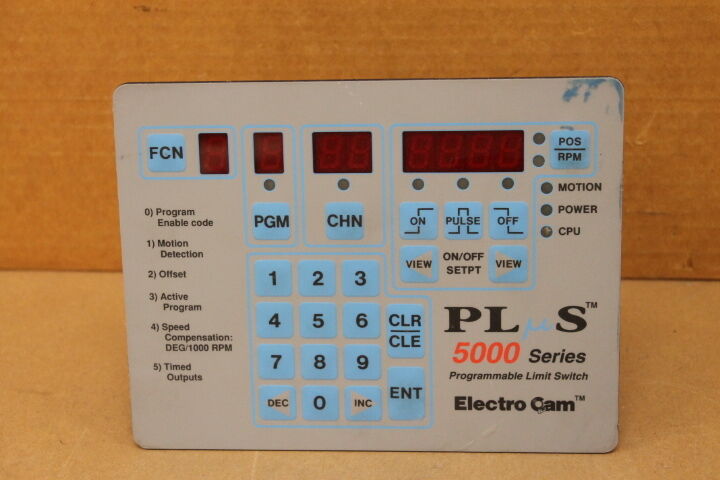 FCN
POS
RPM
MOTION
POWER
CPU
PGM
CHN
ON
PULSE
OFF
VIEW
ON/OFF
SETPT
VIEW
0) Program
Enable code
1) Motion
Detection
2) Offset
3) Active
Program
4) Speed
Compensation:
DEG/1000 RPM
5) Timed
Outputs
1 2 3
4 5 6
CLR
CLE
7 8 9
ENT
DEC 0 INC
PLµS™
5000 Series
Programmable Limit Switch
Electro Cam™